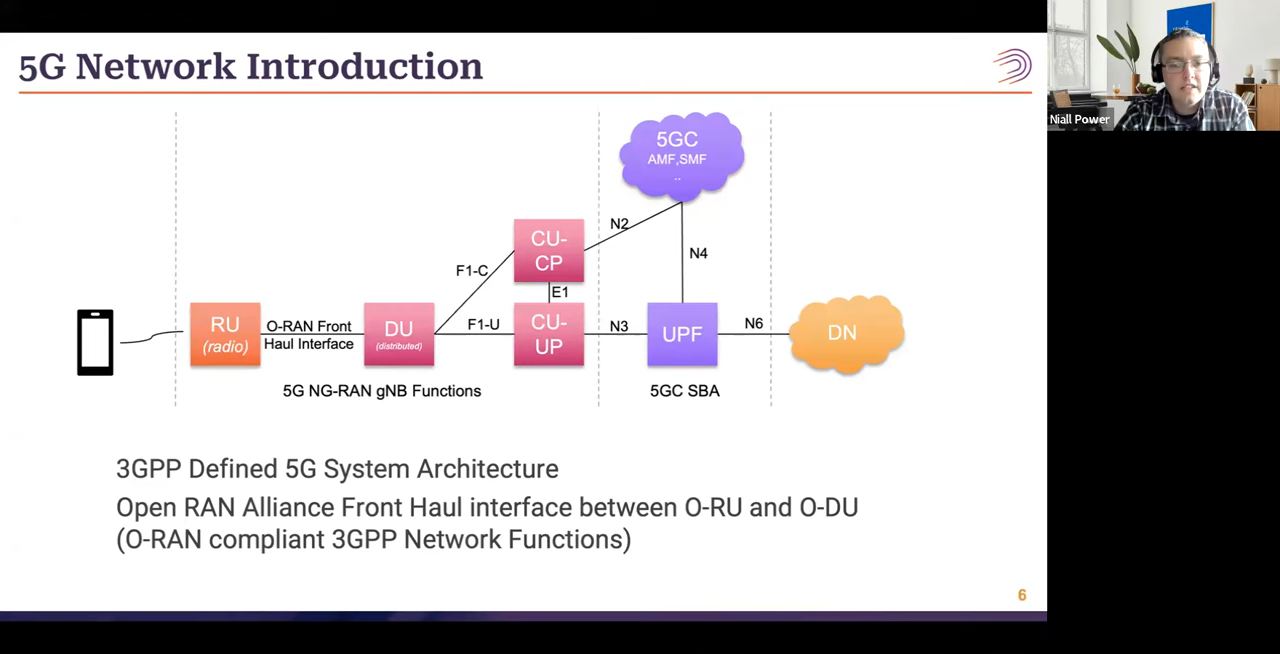 5G Network Introduction
Niall Power
5GC
AMF,SMF
..
N2
CU-
CP
N4
F1-C
E1
RU
(radio)
O-RAN Front
Haul Interface
DU
(distributed)
F1-U
CU-
UP
N3
UPF
N6
DN
5G NG-RAN gNB Functions
5GC SBA
3GPP Defined 5G System Architecture
Open RAN Alliance Front Haul interface between O-RU and O-DU
(O-RAN compliant 3GPP Network Functions)
6